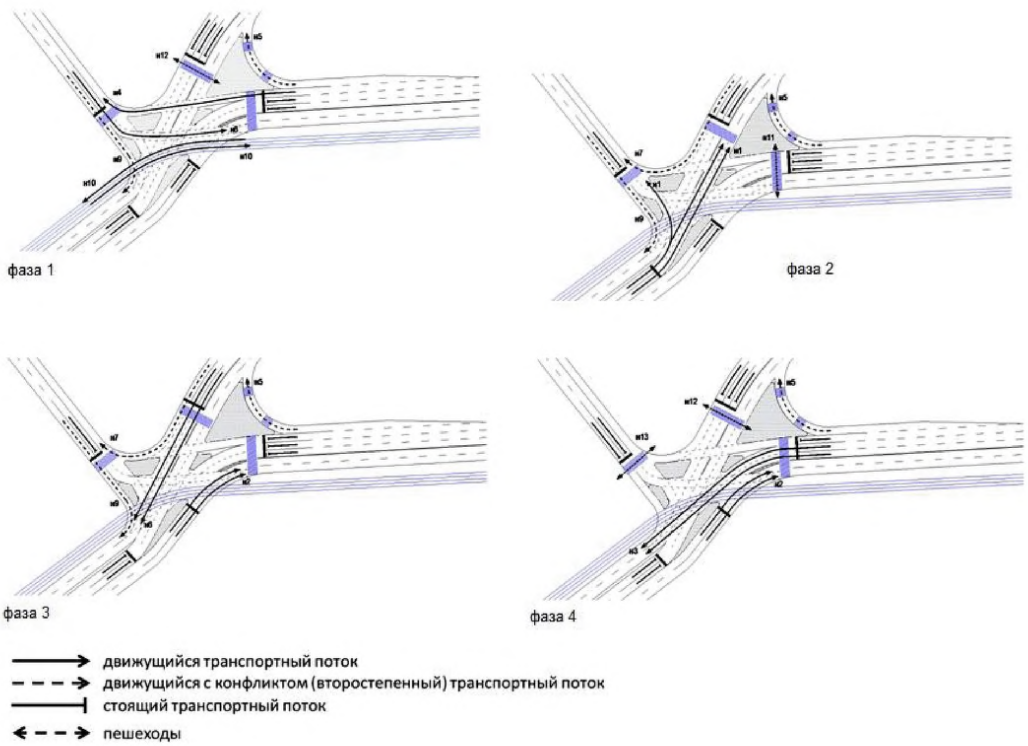 н12
н5
н4
н8
н9
н10
н10
фаза 1
н5
н11
н1
н7
н1
н9
фаза 2
н5
н7
н2
н9
н6
фаза 3
н5
н12
н13
н2
н3
фаза 4
движущийся транспортный поток
движущийся с конфликтом (второстепенный) транспортный поток
стоящий транспортный поток
пешеходы